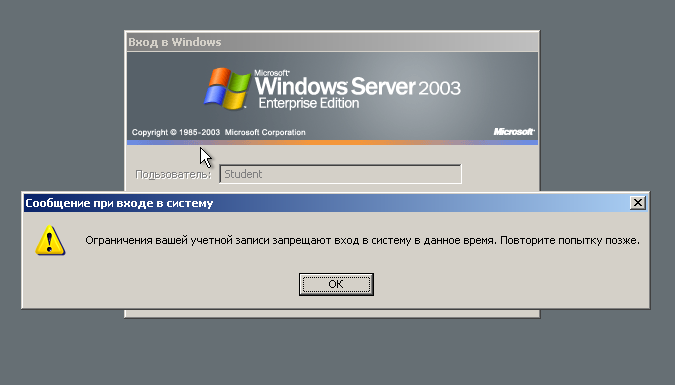 Вход в Windows
Microsoft®
Windows Server 2003
Enterprise Edition
Copyright © 1985-2003 Microsoft Corporation
Microsoft
Пользователь:
Student
Сообщение при входе в систему
Ограничения вашей учетной записи запрещают вход в систему в данное время. Повторите попытку позже.
OK